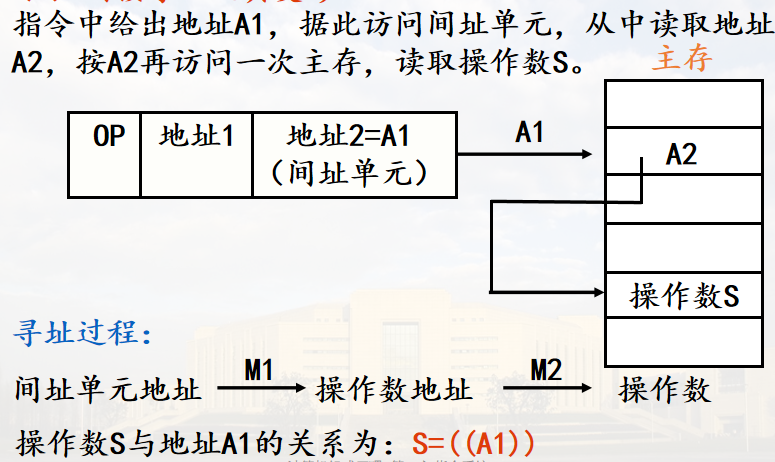 指令中给出地址A1，据此访问间址单元，从中读取地址
A2，按A2再访问一次主存，读取操作数S。
主存
OP 地址1 地址2=A1
（间址单元）
A1
A2
操作数S
寻址过程：
间址单元地址 M1 操作数地址 M2 操作数
操作数S与地址A1的关系为：S=((A1))